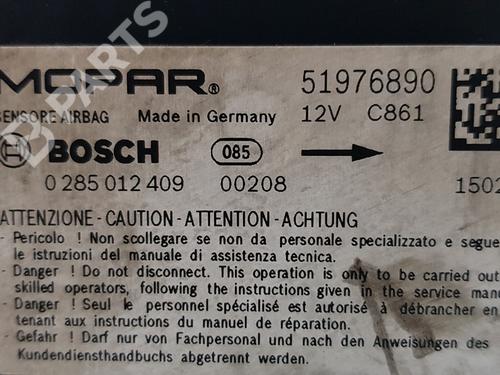 MOPAR® 51976890
SENSORE AIRBAG Made in Germany 12V C861
BOSCH 085
0 285 012 409 00208 1502
ATTENZIONE - CAUTION - ATTENTION - ACHTUNG
- Pericolo ! Non scollegare se non da personale specializzato e segue
le istruzioni del manuale di assistenza tecnica.
- Danger ! Do not disconnect. This operation is only to be carried out
skilled operators, following the instructions given in the service manu
- Danger ! Seul le personnel spécialisé est autorisé à débrancher en
tenant aux instructions du manuel de réparation.
- Gefahr ! Darf nur von Fachpersonal und nach den Anweisungen des
Kundendiensthandbuchs abgetrennt werden.
B PARTS